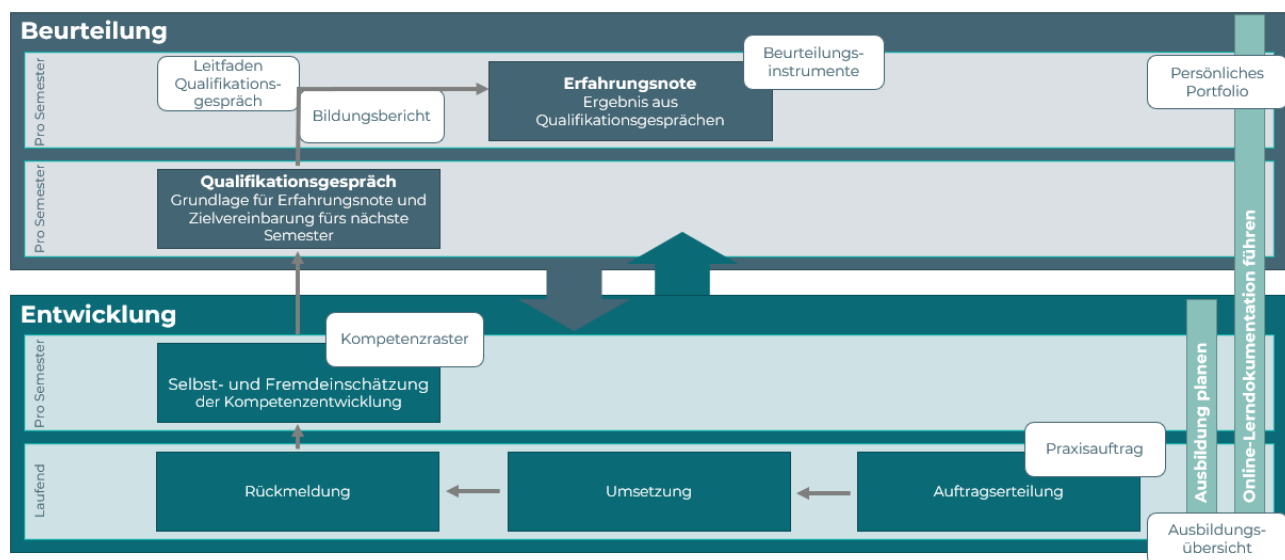 Beurteilung
Pro Semester
Leitfaden
Qualifikations-
gespräch
Bildungsbericht
Erfahrungsnote
Ergebnis aus
Qualifikationsgesprächen
Beurteilungs-
instrumente
Persönliches
Portfolio
Pro Semester
Qualifikationsgespräch
Grundlage für Erfahrungsnote und
Zielvereinbarung fürs nächste
Semester
Entwicklung
Pro Semester
Kompetenzraster
Selbst- und Fremdeinschätzung
der Kompetenzentwicklung
Laufend
Rückmeldung
Umsetzung
Auftragserteilung
Praxisauftrag
Ausbildung planen
Online-Lerndokumentation führen
Ausbildungs-
übersicht